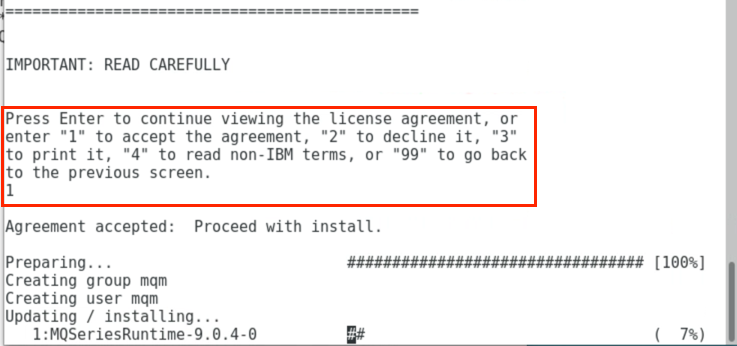 ==============================================
IMPORTANT: READ CAREFULLY
Press Enter to continue viewing the license agreement, or
enter "1" to accept the agreement, "2" to decline it, "3"
to print it, "4" to read non-IBM terms, or "99" to go back
to the previous screen.
1
Agreement accepted:  Proceed with install.
Preparing...                          ################################# [100%]
Creating group mqm
Creating user mqm
Updating / installing...
   1:MQSeriesRuntime-9.0.4-0          ##                                (  7%)